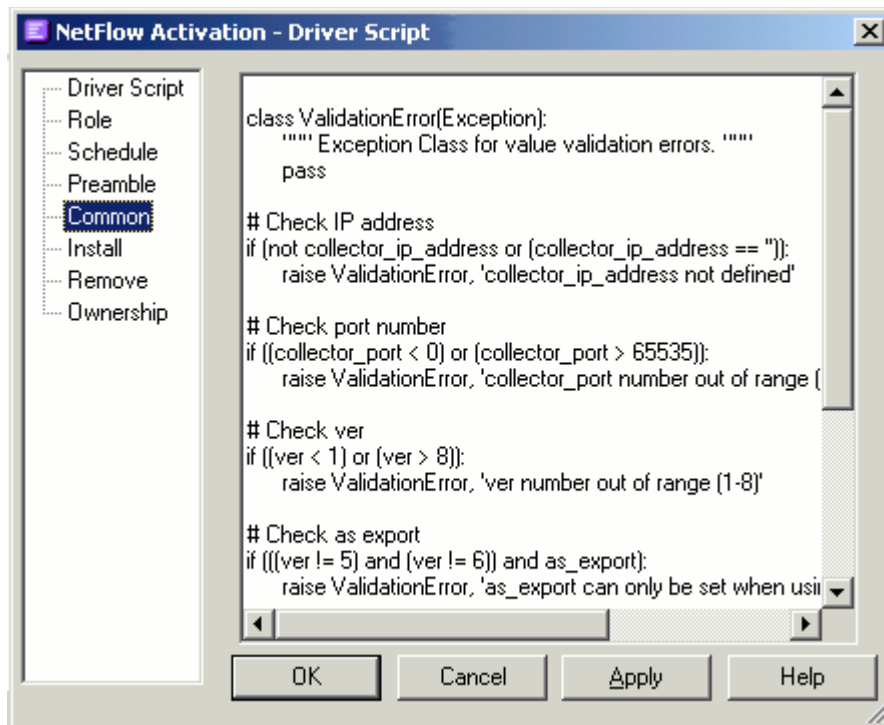 NetFlow Activation - Driver Script
Driver Script
Role
Schedule
Preamble
Common
Install
Remove
Ownership
class ValidationError(Exception):
""" Exception Class for value validation errors. """
pass
# Check IP address
if (not collector_ip_address or (collector_ip_address == '')):
raise ValidationError, 'collector_ip_address not defined'
# Check port number
if ((collector_port < 0) or (collector_port > 65535)):
raise ValidationError, 'collector_port number out of range (
# Check ver
if ((ver < 1) or (ver > 8)):
raise ValidationError, 'ver number out of range (1-8)'
# Check as export
if (((ver != 5) and (ver != 6)) and as_export):
raise ValidationError, 'as_export can only be set when usi
OK
Cancel
Apply
Help